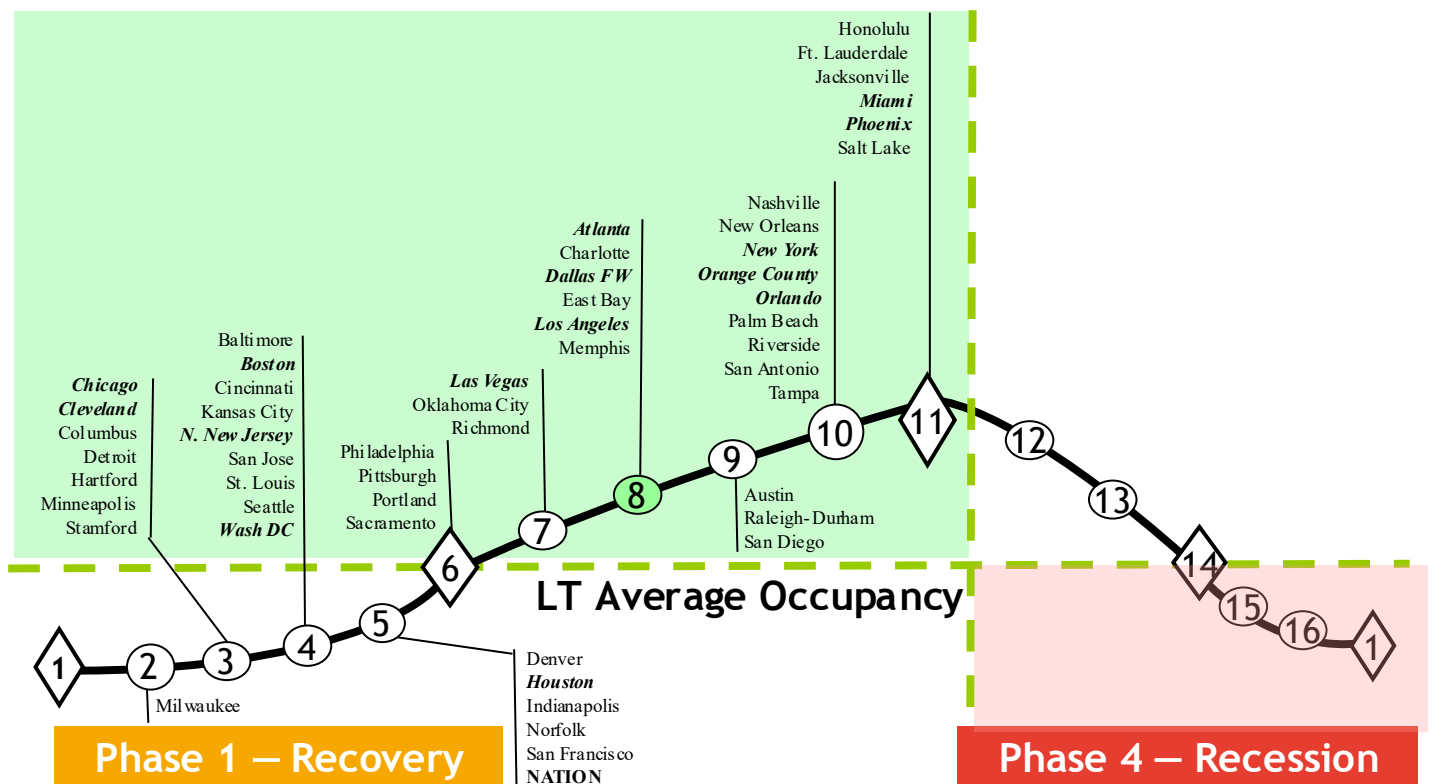 Honolulu
Ft. Lauderdale
Jacksonville
Miami
Phoenix
Salt Lake
Nashville
New Orleans
New York
Orange County
Orlando
Palm Beach
Riverside
San Antonio
Tampa
Atlanta
Charlotte
Dallas FW
East Bay
Los Angeles
Memphis
Baltimore
Boston
Cincinnati
Kansas City
N. New Jersey
San Jose
St. Louis
Seattle
Wash DC
Chicago
Cleveland
Columbus
Detroit
Hartford
Minneapolis
Stamford
Las Vegas
Oklahoma City
Richmond
Philadelphia
Pittsburgh
Portland
Sacramento
Austin
Raleigh-Durham
San Diego
1
2
3
4
5
6
7
8
9
10
11
12
13
14
15
16
1
LT Average Occupancy
Milwaukee
Denver
Houston
Indianapolis
Norfolk
San Francisco
NATION
Phase 1 — Recovery
Phase 4 — Recession